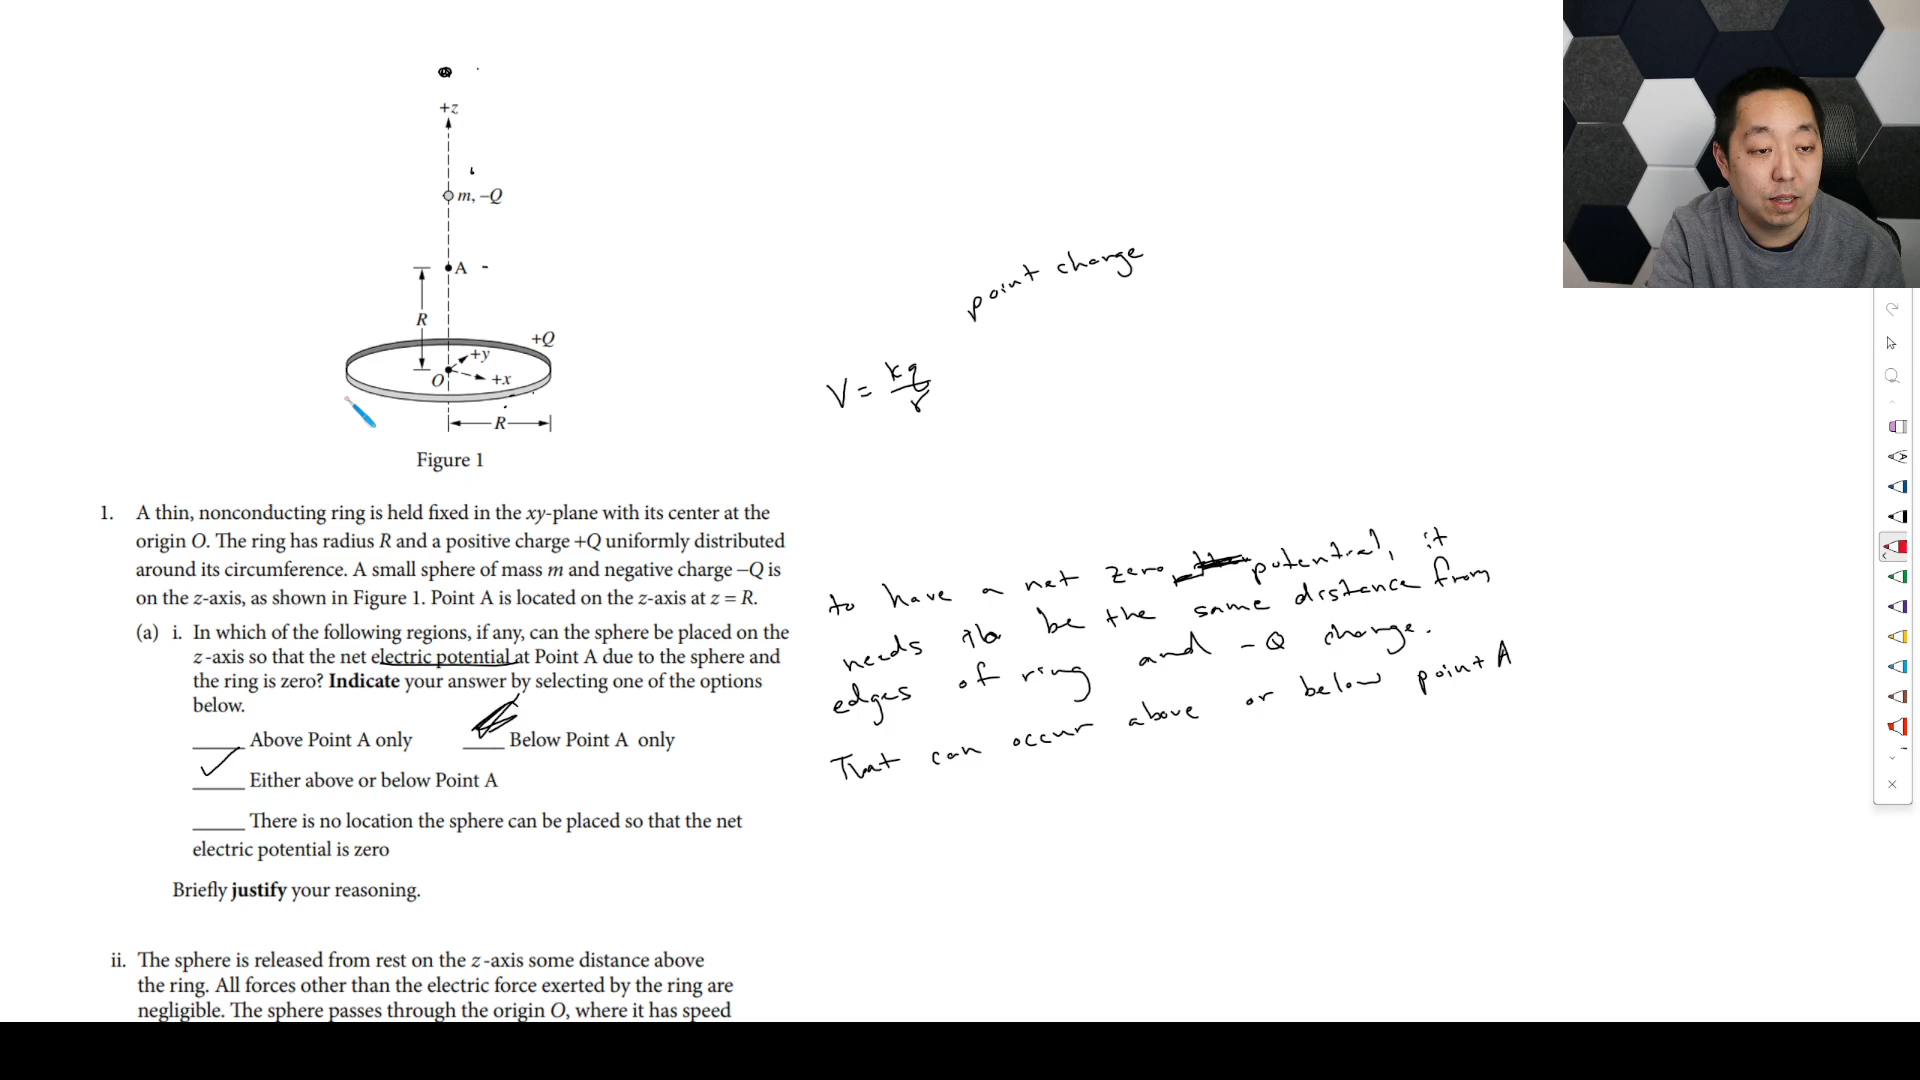 +z
m, −Q
A -
R
+Q
+y
O
+x
R
Figure 1
point charge
V = kq
r
1. A thin, nonconducting ring is held fixed in the xy-plane with its center at the
origin O. The ring has radius R and a positive charge +Q uniformly distributed
around its circumference. A small sphere of mass m and negative charge −Q is
on the z-axis, as shown in Figure 1. Point A is located on the z-axis at z = R.
(a) i. In which of the following regions, if any, can the sphere be placed on the
z-axis so that the net electric potential at Point A due to the sphere and
the ring is zero? Indicate your answer by selecting one of the options
below.
_____ Above Point A only _____ Below Point A only
✓ _____ Either above or below Point A
_____ There is no location the sphere can be placed so that the net
electric potential is zero
Briefly justify your reasoning.
to have a net zero potential, it
needs to be the same distance from
edges of ring and -Q charge.
That can occur above or below point A
ii. The sphere is released from rest on the z-axis some distance above
the ring. All forces other than the electric force exerted by the ring are
negligible. The sphere passes through the origin O, where it has speed